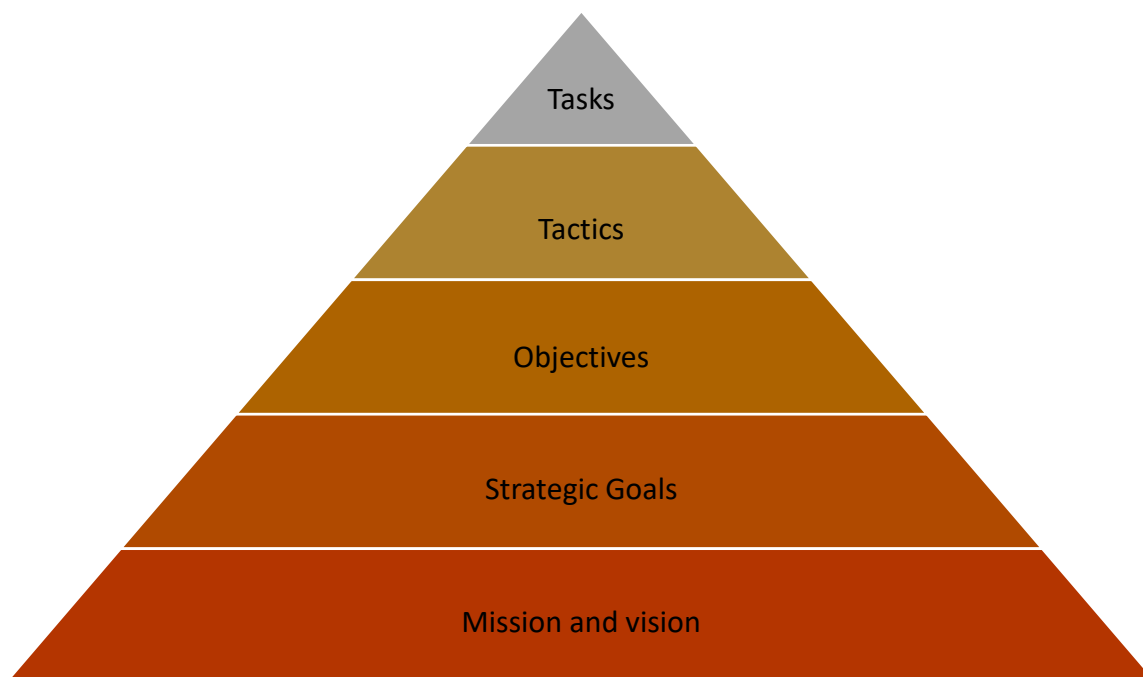 Tasks
Tactics
Objectives
Strategic Goals
Mission and vision